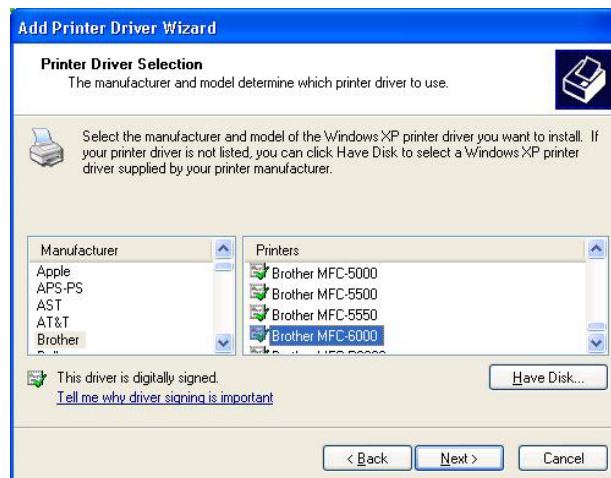 Add Printer Driver Wizard
Printer Driver Selection
The manufacturer and model determine which printer driver to use.
Select the manufacturer and model of the Windows XP printer driver you want to install. If
your printer driver is not listed, you can click Have Disk to select a Windows XP printer
driver supplied by your printer manufacturer.
Manufacturer
Apple
APS-PS
AST
AT&T
Brother
Printers
Brother MFC-5000
Brother MFC-5500
Brother MFC-5550
Brother MFC-6000
This driver is digitally signed.
Tell me why driver signing is important
Have Disk...
< Back
Next >
Cancel